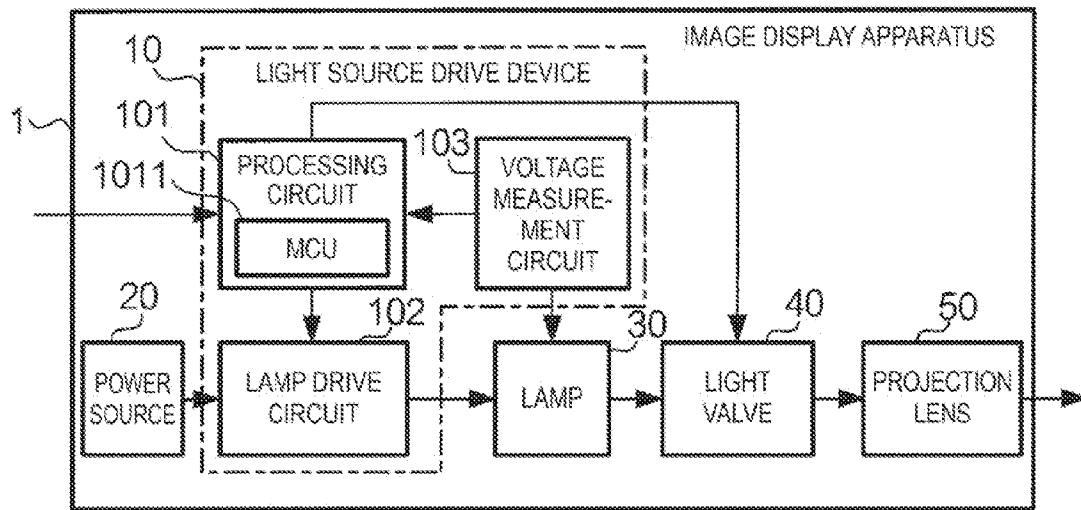 IMAGE DISPLAY APPARATUS
10
LIGHT SOURCE DRIVE DEVICE
1
101
PROCESSING
CIRCUIT
1011
MCU
103
VOLTAGE
MEASURE-
MENT
CIRCUIT
20
POWER
SOURCE
102
LAMP DRIVE
CIRCUIT
30
LAMP
40
LIGHT
VALVE
50
PROJECTION
LENS